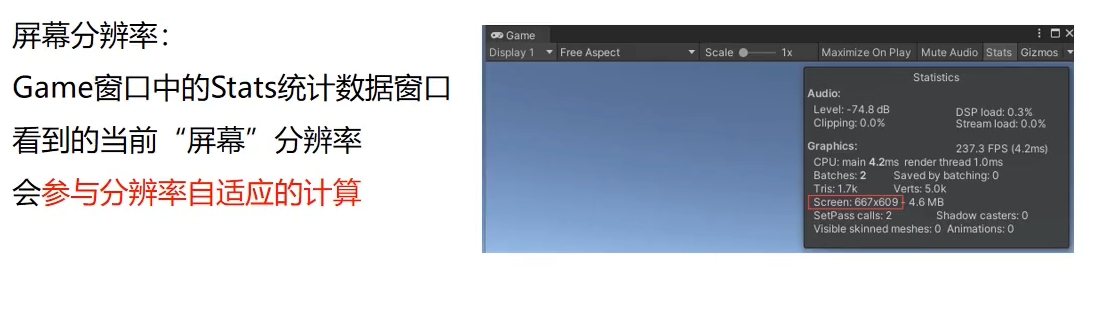 屏幕分辨率：
Game窗口中的Stats统计数据窗口
看到的当前“屏幕”分辨率
会参与分辨率自适应的计算
Game
Display 1 Free Aspect Scale 1x Maximize On Play Mute Audio Stats Gizmos
Statistics
Audio:
Level: -74.8 dB DSP load: 0.3%
Clipping: 0.0% Stream load: 0.0%
Graphics: 237.3 FPS (4.2ms)
CPU: main 4.2ms render thread 1.0ms
Batches: 2 Saved by batching: 0
Tris: 1.7k Verts: 5.0k
Screen: 667x609 - 4.6 MB
SetPass calls: 2 Shadow casters: 0
Visible skinned meshes: 0 Animations: 0